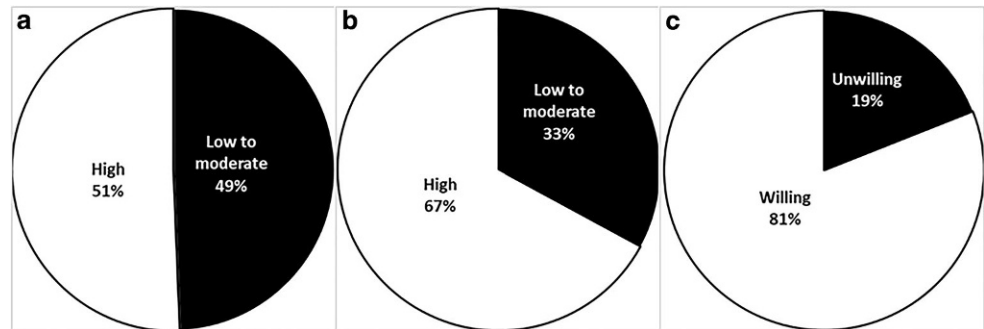 a
High
51%
Low to
moderate
49%
b
High
67%
Low to
moderate
33%
c
Unwilling
19%
Willing
81%